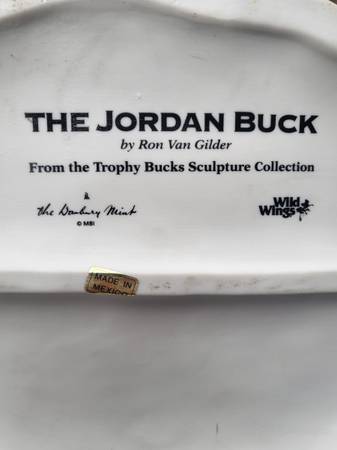 THE JORDAN BUCK
by Ron Van Gilder
From the Trophy Bucks Sculpture Collection
the Danbury Mint
© MBI
Wild
Wings
MADE IN
MEXICO